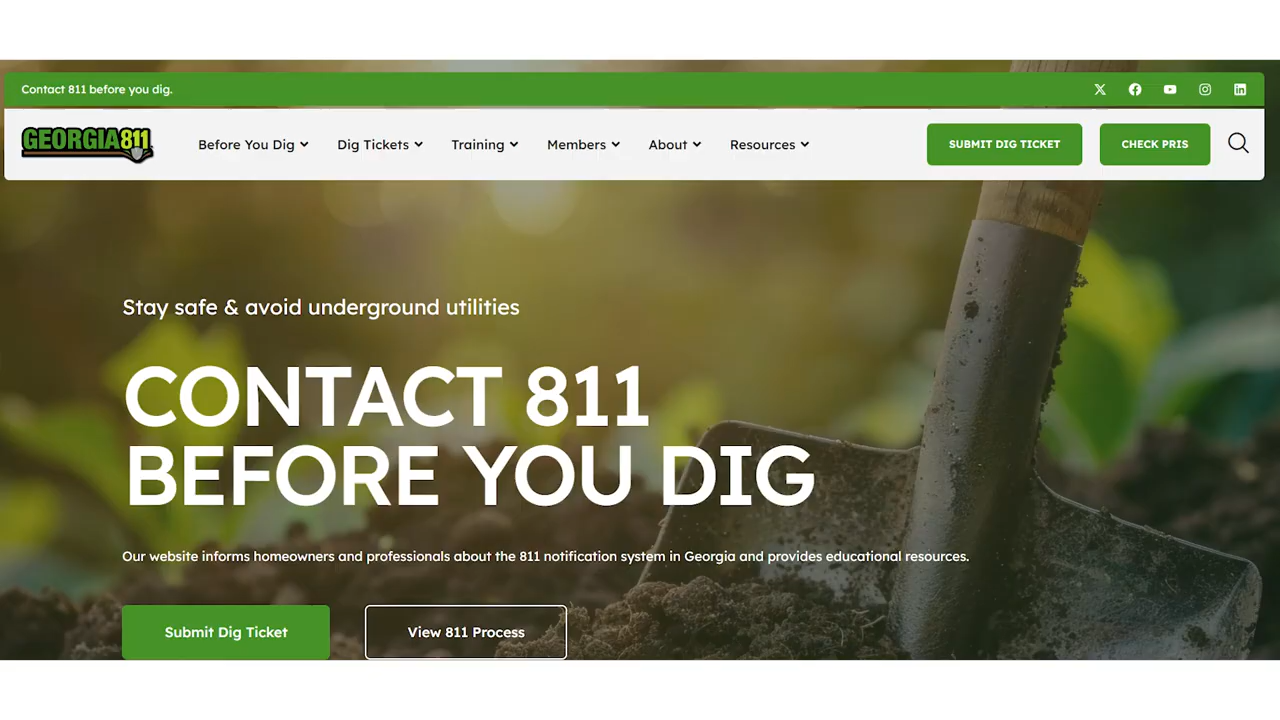 Contact 811 before you dig.
GEORGIA811
Before You Dig
Dig Tickets
Training
Members
About
Resources
SUBMIT DIG TICKET
CHECK PRIS
Stay safe & avoid underground utilities
CONTACT 811
BEFORE YOU DIG
Our website informs homeowners and professionals about the 811 notification system in Georgia and provides educational resources.
Submit Dig Ticket
View 811 Process